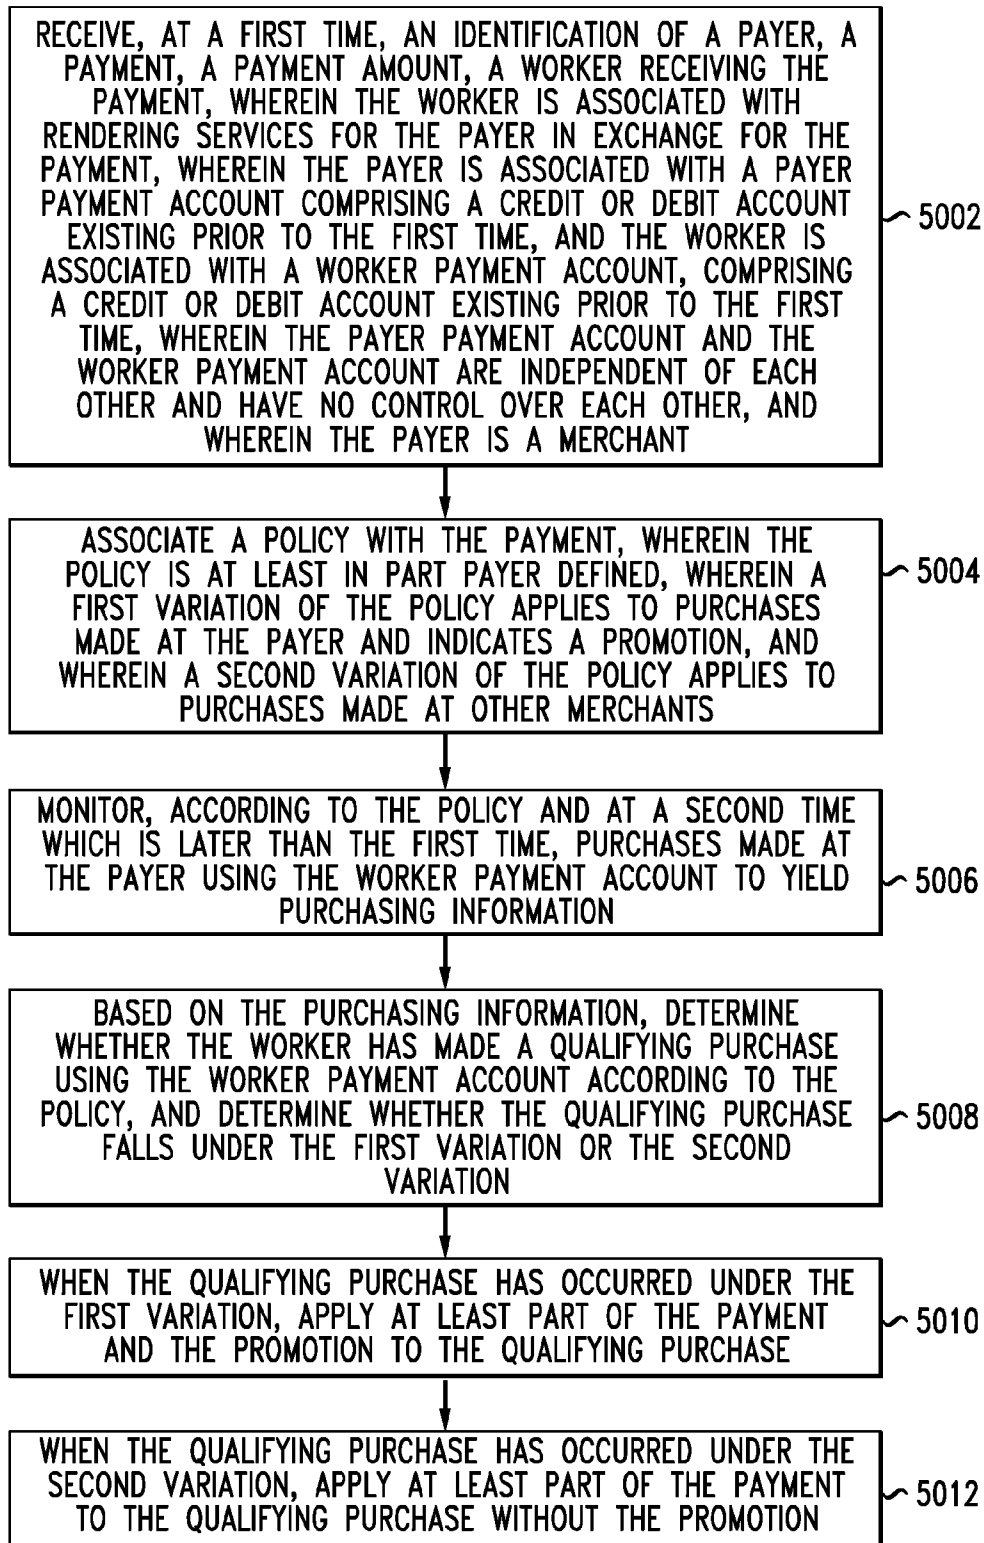 RECEIVE, AT A FIRST TIME, AN IDENTIFICATION OF A PAYER, A
PAYMENT, A PAYMENT AMOUNT, A WORKER RECEIVING THE
PAYMENT, WHEREIN THE WORKER IS ASSOCIATED WITH
RENDERING SERVICES FOR THE PAYER IN EXCHANGE FOR THE
PAYMENT, WHEREIN THE PAYER IS ASSOCIATED WITH A PAYER
PAYMENT ACCOUNT COMPRISING A CREDIT OR DEBIT ACCOUNT
EXISTING PRIOR TO THE FIRST TIME, AND THE WORKER IS
ASSOCIATED WITH A WORKER PAYMENT ACCOUNT, COMPRISING
A CREDIT OR DEBIT ACCOUNT EXISTING PRIOR TO THE FIRST
TIME, WHEREIN THE PAYER PAYMENT ACCOUNT AND THE
WORKER PAYMENT ACCOUNT ARE INDEPENDENT OF EACH
OTHER AND HAVE NO CONTROL OVER EACH OTHER, AND
WHEREIN THE PAYER IS A MERCHANT
5002
ASSOCIATE A POLICY WITH THE PAYMENT, WHEREIN THE
POLICY IS AT LEAST IN PART PAYER DEFINED, WHEREIN A
FIRST VARIATION OF THE POLICY APPLIES TO PURCHASES
MADE AT THE PAYER AND INDICATES A PROMOTION, AND
WHEREIN A SECOND VARIATION OF THE POLICY APPLIES TO
PURCHASES MADE AT OTHER MERCHANTS
5004
MONITOR, ACCORDING TO THE POLICY AND AT A SECOND TIME
WHICH IS LATER THAN THE FIRST TIME, PURCHASES MADE AT
THE PAYER USING THE WORKER PAYMENT ACCOUNT TO YIELD
PURCHASING INFORMATION
5006
BASED ON THE PURCHASING INFORMATION, DETERMINE
WHETHER THE WORKER HAS MADE A QUALIFYING PURCHASE
USING THE WORKER PAYMENT ACCOUNT ACCORDING TO THE
POLICY, AND DETERMINE WHETHER THE QUALIFYING PURCHASE
FALLS UNDER THE FIRST VARIATION OR THE SECOND
VARIATION
5008
WHEN THE QUALIFYING PURCHASE HAS OCCURRED UNDER THE
FIRST VARIATION, APPLY AT LEAST PART OF THE PAYMENT
AND THE PROMOTION TO THE QUALIFYING PURCHASE
5010
WHEN THE QUALIFYING PURCHASE HAS OCCURRED UNDER THE
SECOND VARIATION, APPLY AT LEAST PART OF THE PAYMENT
TO THE QUALIFYING PURCHASE WITHOUT THE PROMOTION
5012